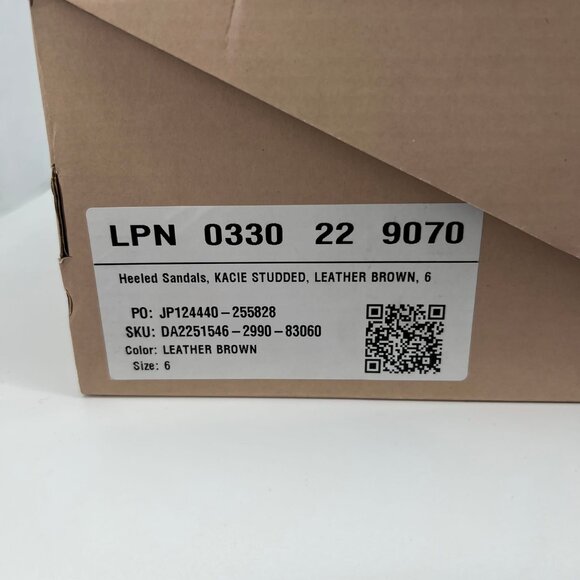 LPN 0330 22 9070
Heeled Sandals, KACIE STUDDED, LEATHER BROWN, 6
PO: JP124440-255828
SKU: DA2251546-2990-83060
Color: LEATHER BROWN
Size: 6